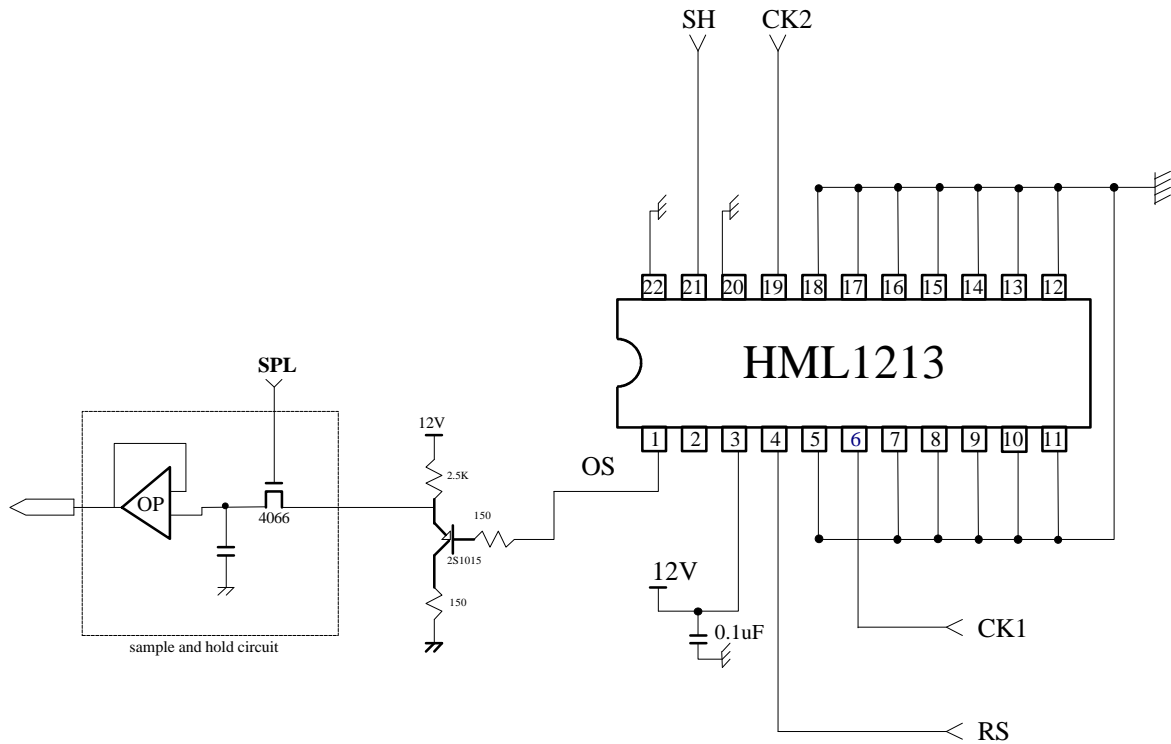 SH CK2
22 21 20 19 18 17 16 15 14 13 12
HML1213
1 2 3 4 5 6 7 8 9 10 11
SPL
12V
2.5K
OS
OP
4066
150
2S1015
150
sample and hold circuit
12V
0.1uF
CK1
RS